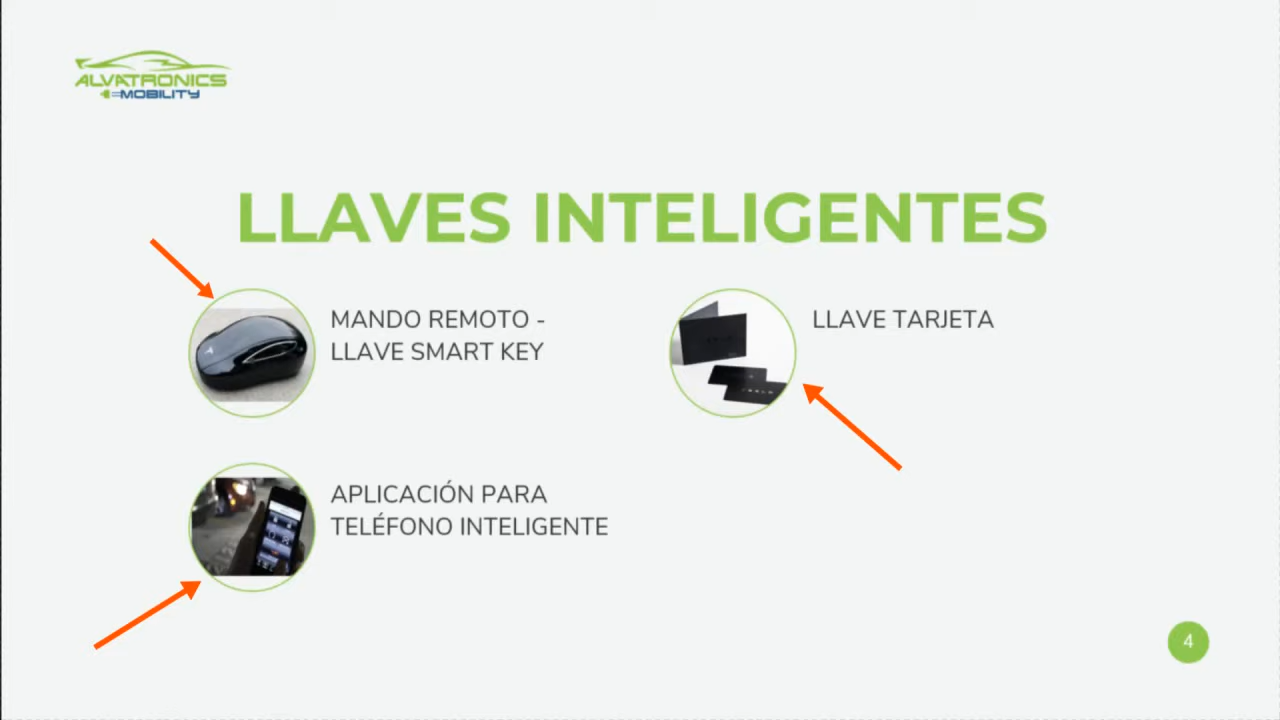 ALVATRONICS
MOBILITY
LLAVES INTELIGENTES
MANDO REMOTO -
LLAVE SMART KEY
LLAVE TARJETA
APLICACIÓN PARA
TELÉFONO INTELIGENTE
4